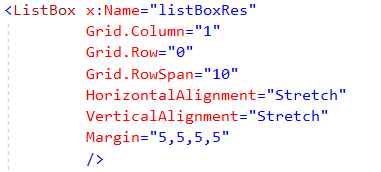 <ListBox x:Name="listBoxRes"
Grid.Column="1"
Grid.Row="0"
Grid.RowSpan="10"
HorizontalAlignment="Stretch"
VerticalAlignment="Stretch"
Margin="5,5,5,5"
/>